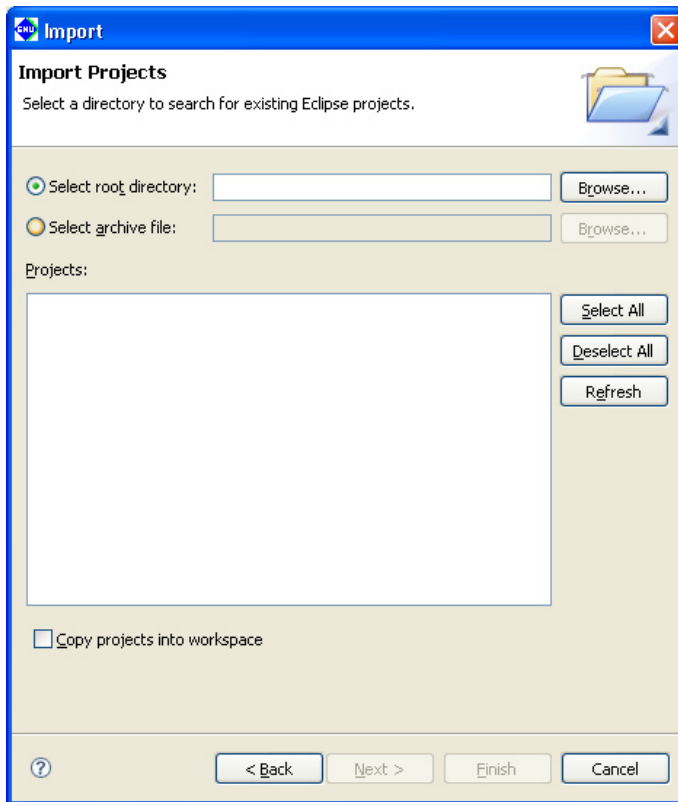 GNU Import
Import Projects
Select a directory to search for existing Eclipse projects.
Select root directory: Browse...
Select archive file: Browse...
Projects:
Select All
Deselect All
Refresh
Copy projects into workspace
? < Back Next > Finish Cancel